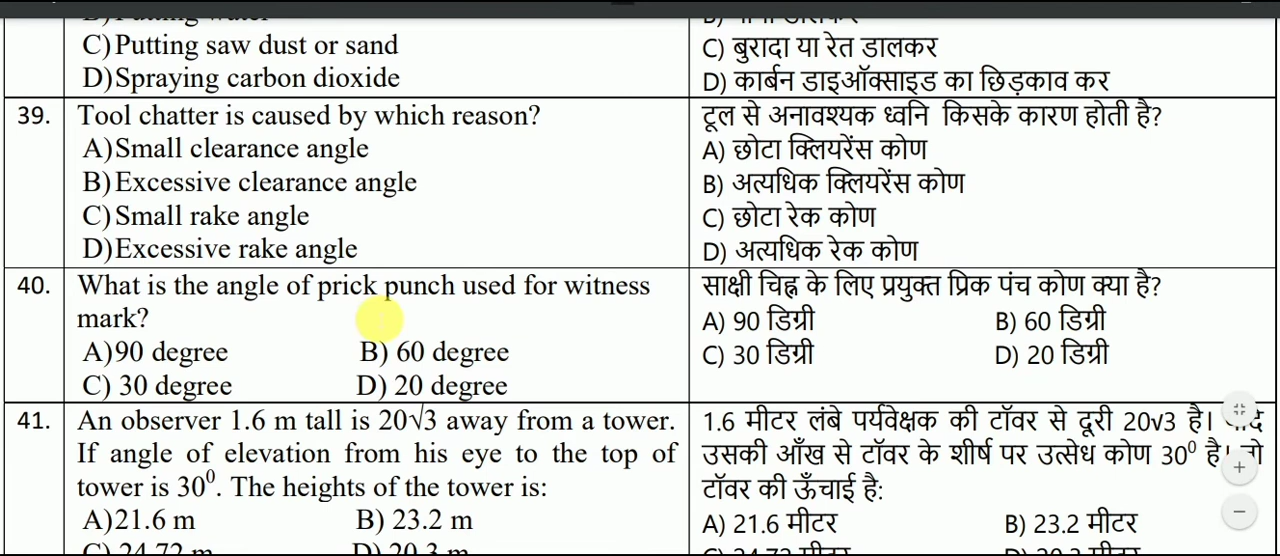 C) Putting saw dust or sand
D) Spraying carbon dioxide
C) बुरादा या रेत डालकर
D) कार्बन डाइऑक्साइड का छिड़काव कर
39. Tool chatter is caused by which reason?
A) Small clearance angle
B) Excessive clearance angle
C) Small rake angle
D) Excessive rake angle
टूल से अनावश्यक ध्वनि किसके कारण होती है?
A) छोटा क्लियरेंस कोण
B) अत्यधिक क्लियरेंस कोण
C) छोटा रेक कोण
D) अत्यधिक रेक कोण
40. What is the angle of prick punch used for witness
mark?
A) 90 degree B) 60 degree
C) 30 degree D) 20 degree
साक्षी चिह्न के लिए प्रयुक्त प्रिक पंच कोण क्या है?
A) 90 डिग्री B) 60 डिग्री
C) 30 डिग्री D) 20 डिग्री
41. An observer 1.6 m tall is 20√3 away from a tower.
If angle of elevation from his eye to the top of
tower is 30⁰. The heights of the tower is:
A) 21.6 m B) 23.2 m
C) 24.72 m D) 20.3 m
1.6 मीटर लंबे पर्यवेक्षक की टॉवर से दूरी 20√3 है।
उसकी आँख से टॉवर के शीर्ष पर उत्सेध कोण 30⁰ है।
टॉवर की ऊँचाई है:
A) 21.6 मीटर B) 23.2 मीटर